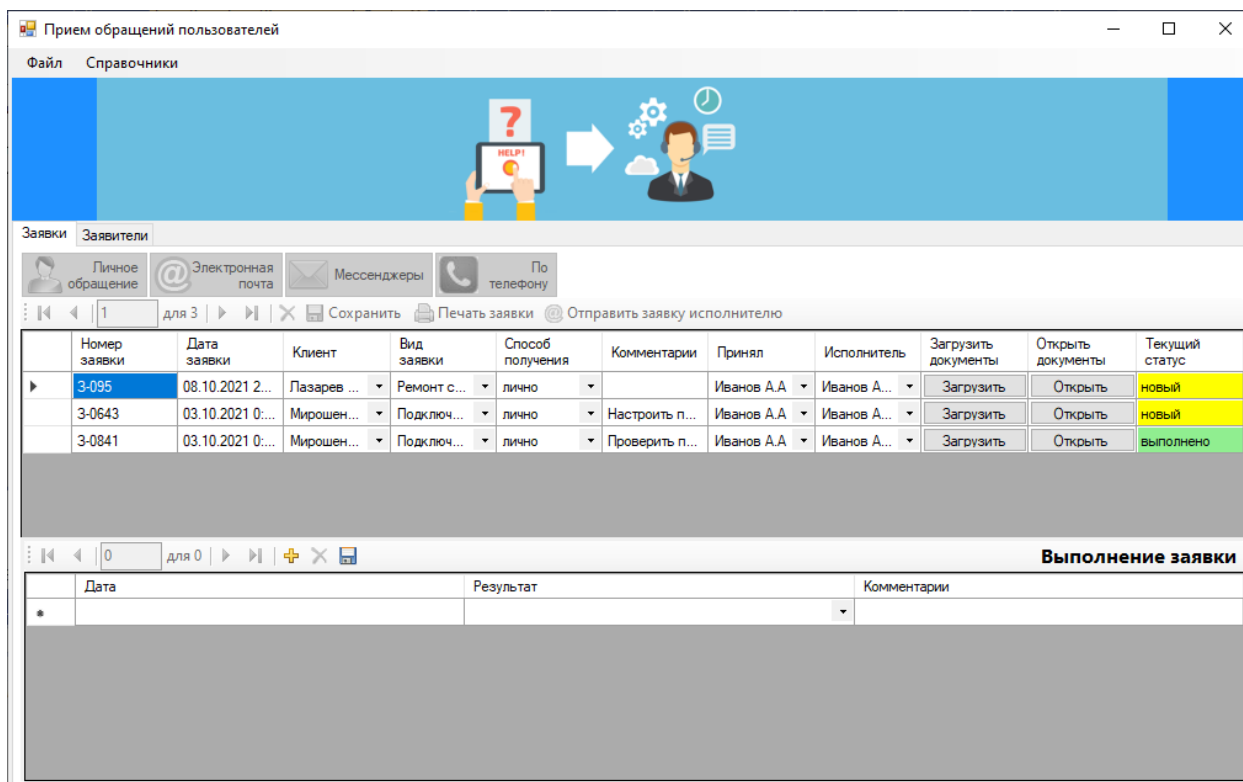 Прием обращений пользователей
Файл Справочники
?
HELP!
Заявки Заявители
Личное обращение
Электронная почта
Мессенджеры
По телефону
1 для 3 Сохранить Печать заявки Отправить заявку исполнителю
Номер заявки Дата заявки Клиент Вид заявки Способ получения Комментарии Принял Исполнитель Загрузить документы Открыть документы Текущий статус
З-095 08.10.2021 2... Лазарев ... Ремонт с... лично Иванов А.А Иванов А... Загрузить Открыть новый
З-0643 03.10.2021 0:... Мирошен... Подключ... лично Настроить п... Иванов А.А Иванов А... Загрузить Открыть новый
З-0841 03.10.2021 0:... Мирошен... Подключ... лично Проверить п... Иванов А.А Иванов А... Загрузить Открыть выполнено
0 для 0 Выполнение заявки
Дата Результат Комментарии